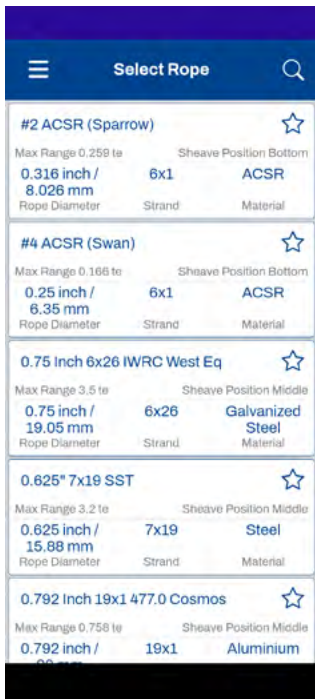 Select Rope
#2 ACSR (Sparrow)
Max Range 0.259 te Sheave Position Bottom
0.316 inch / 6x1 ACSR
8.026 mm
Rope Diameter Strand Material
#4 ACSR (Swan)
Max Range 0.166 te Sheave Position Bottom
0.25 inch / 6x1 ACSR
6.35 mm
Rope Diameter Strand Material
0.75 Inch 6x26 IWRC West Eq
Max Range 3.5 te Sheave Position Middle
0.75 inch / 6x26 Galvanized
19.05 mm Steel
Rope Diameter Strand Material
0.625" 7x19 SST
Max Range 3.2 te Sheave Position Middle
0.625 inch / 7x19 Steel
15.88 mm
Rope Diameter Strand Material
0.792 Inch 19x1 477.0 Cosmos
Max Range 0.758 te Sheave Position Middle
0.792 inch / 19x1 Aluminium